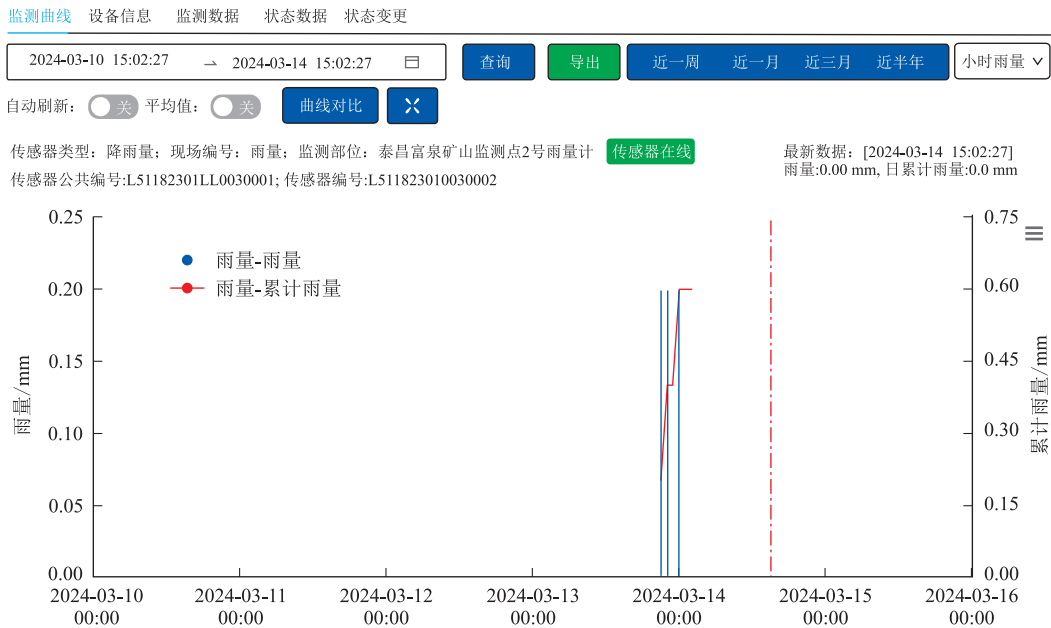 监测曲线 设备信息 监测数据 状态数据 状态变更
2024-03-10 15:02:27 → 2024-03-14 15:02:27 查询 导出 近一周 近一月 近三月 近半年 小时雨量
自动刷新： 关 平均值： 关 曲线对比
传感器类型：降雨量；现场编号：雨量；监测部位：泰昌富泉矿山监测点2号雨量计 传感器在线
传感器公共编号:L51182301LL0030001; 传感器编号:L511823010030002
最新数据：[2024-03-14 15:02:27]
雨量:0.00 mm, 日累计雨量:0.0 mm
雨量-雨量
雨量-累计雨量
雨量/mm
0.25
0.20
0.15
0.10
0.05
0.00
0.75
0.60
0.45
0.30
0.15
0.00
累计雨量/mm
2024-03-10 2024-03-11 2024-03-12 2024-03-13 2024-03-14 2024-03-15 2024-03-16
00:00 00:00 00:00 00:00 00:00 00:00 00:00